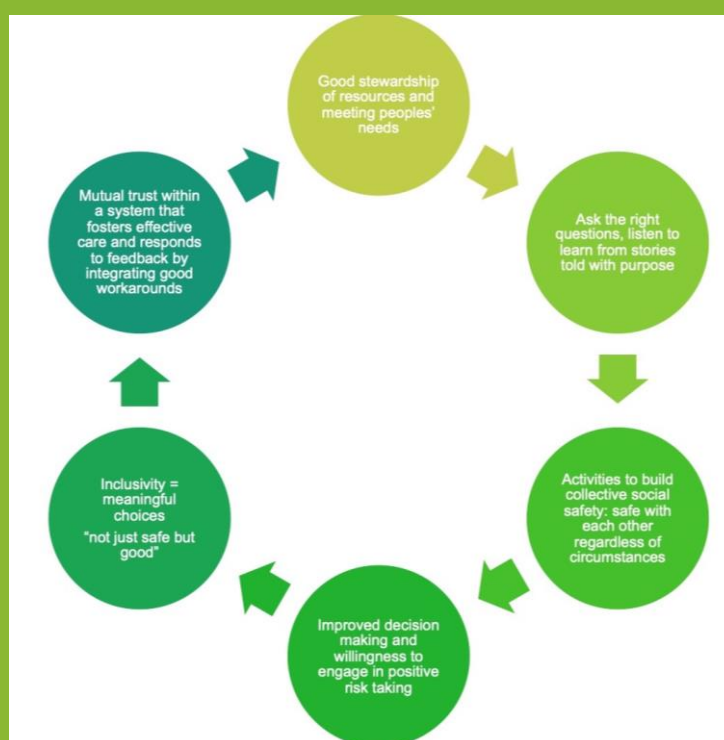 Good stewardship
of resources and
meeting peoples'
needs
Ask the right
questions, listen to
learn from stories
told with purpose
Activities to build
collective social
safety: safe with
each other
regardless of
circumstances
Improved decision
making and
willingness to
engage in positive
risk taking
Inclusivity =
meaningful
choices
“not just safe but
good”
Mutual trust within
a system that
fosters effective
care and responds
to feedback by
integrating good
workarounds